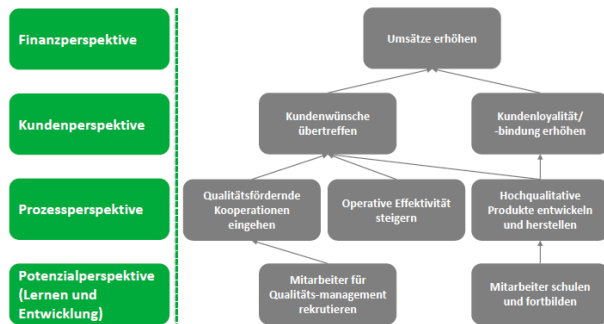 Finanzperspektive
Umsätze erhöhen
Kundenperspektive
Kundenwünsche
übertreffen
Kundenloyalität/
-bindung erhöhen
Prozessperspektive
Qualitätsfördernde
Kooperationen
eingehen
Operative Effektivität
steigern
Hochqualitative
Produkte entwickeln
und herstellen
Potenzialperspektive
(Lernen und
Entwicklung)
Mitarbeiter für
Qualitäts-management
rekrutieren
Mitarbeiter schulen
und fortbilden